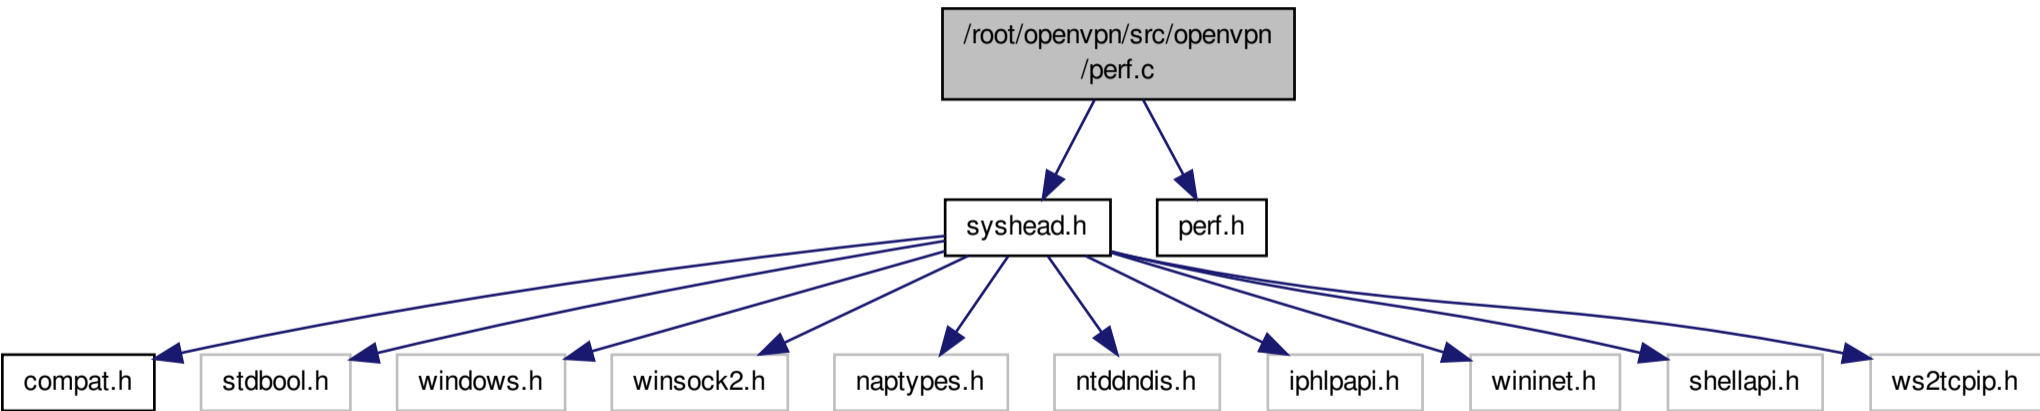 /root/openvpn/src/openvpn
/perf.c
syshead.h
perf.h
compat.h
stdbool.h
windows.h
winsock2.h
naptypes.h
ntddndis.h
iphlpapi.h
wininet.h
shellapi.h
ws2tcpip.h